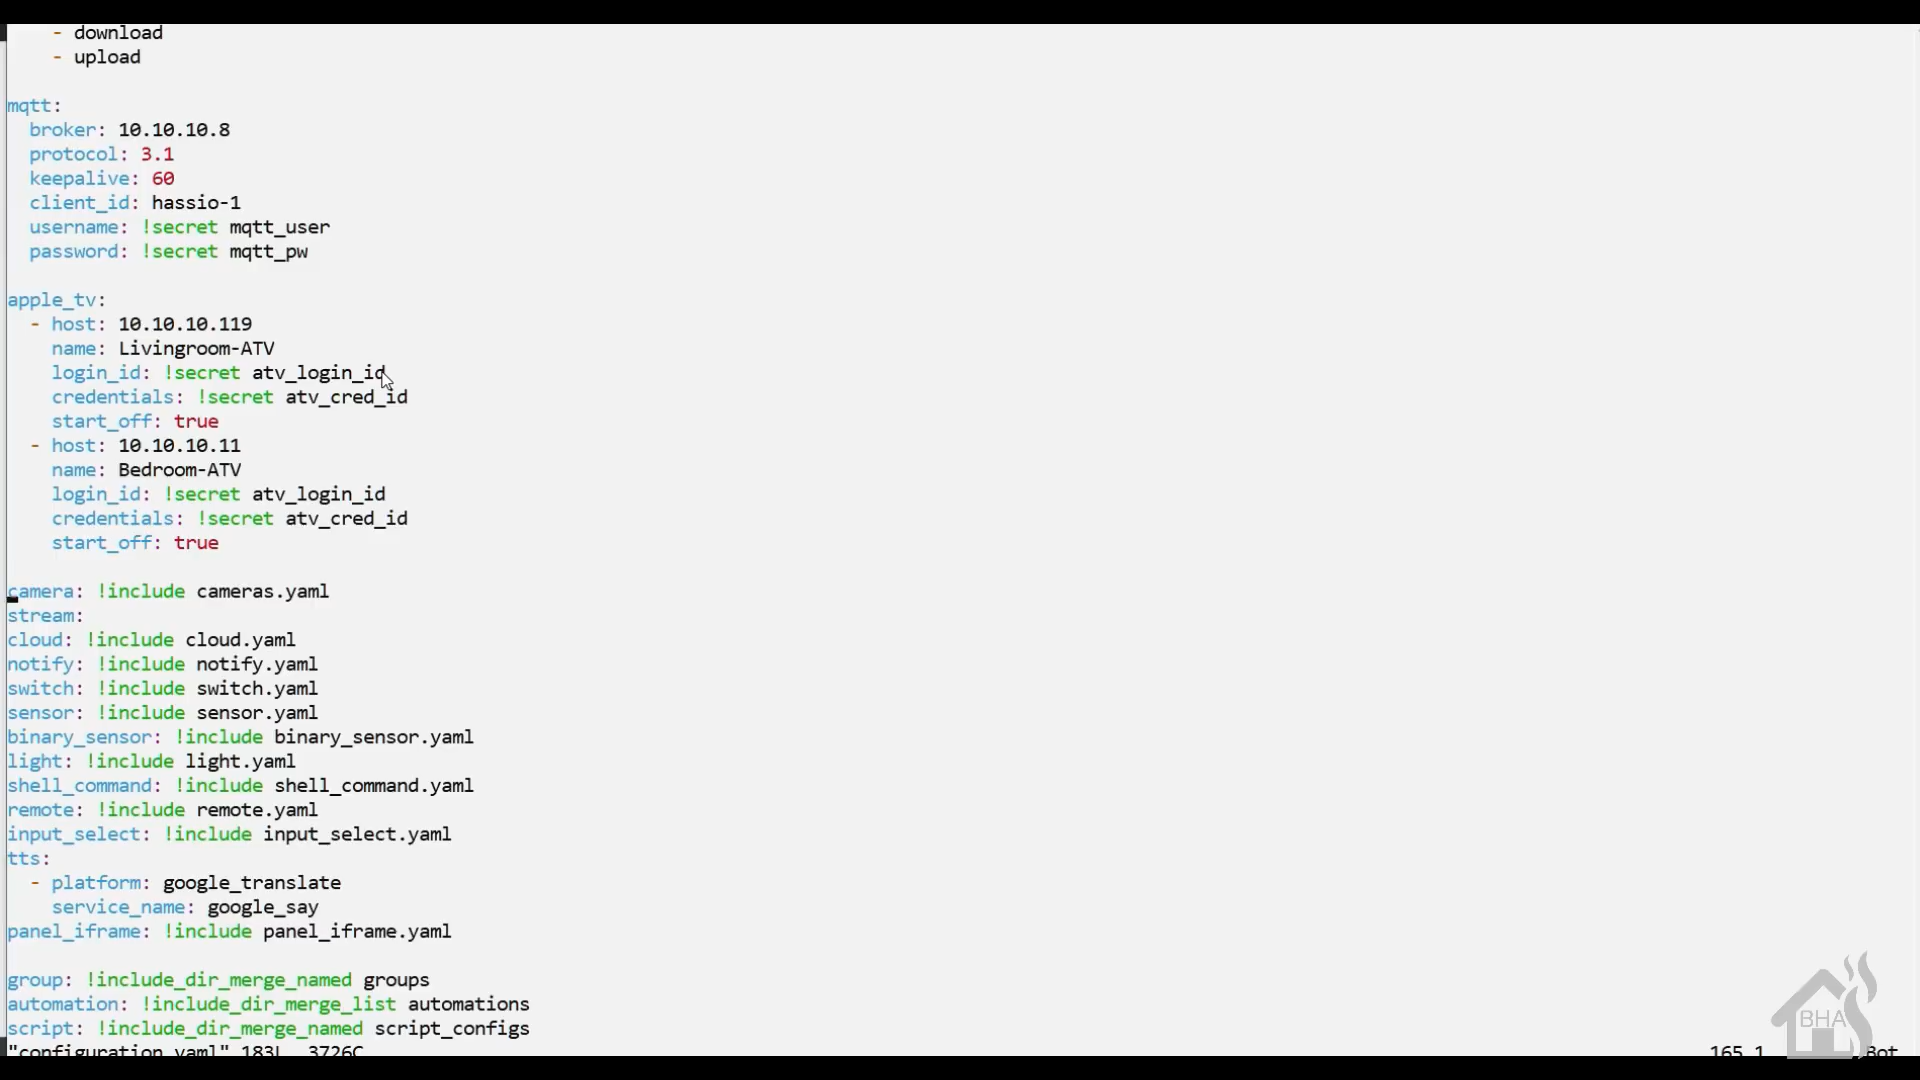 - download
    - upload

mqtt:
  broker: 10.10.10.8
  protocol: 3.1
  keepalive: 60
  client_id: hassio-1
  username: !secret mqtt_user
  password: !secret mqtt_pw

apple_tv:
  - host: 10.10.10.119
    name: Livingroom-ATV
    login_id: !secret atv_login_id
    credentials: !secret atv_cred_id
    start_off: true
  - host: 10.10.10.11
    name: Bedroom-ATV
    login_id: !secret atv_login_id
    credentials: !secret atv_cred_id
    start_off: true

camera: !include cameras.yaml
stream:
cloud: !include cloud.yaml
notify: !include notify.yaml
switch: !include switch.yaml
sensor: !include sensor.yaml
binary_sensor: !include binary_sensor.yaml
light: !include light.yaml
shell_command: !include shell_command.yaml
remote: !include remote.yaml
input_select: !include input_select.yaml
tts:
  - platform: google_translate
    service_name: google_say
panel_iframe: !include panel_iframe.yaml

group: !include_dir_merge_named groups
automation: !include_dir_merge_list automations
script: !include_dir_merge_named script_configs
"configuration.yaml" 183L, 3726C 165,1 Bot
BHA